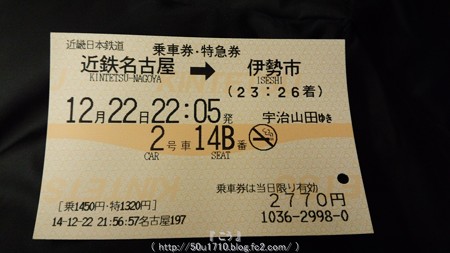 近畿日本鉄道
乗車券・特急券
近鉄名古屋 → 伊勢市
KINTETSU-NAGOYA ISESHI
(23:26着)
12月22日22:05発 宇治山田ゆき
2号車 14B番
CAR SEAT
乗車券は当日限り有効
[乗1450円・特1320円] 2770円
14-12-22 21:56:57名古屋197 1036-2998-0
( http://50u1710.blog.fc2.com/ )